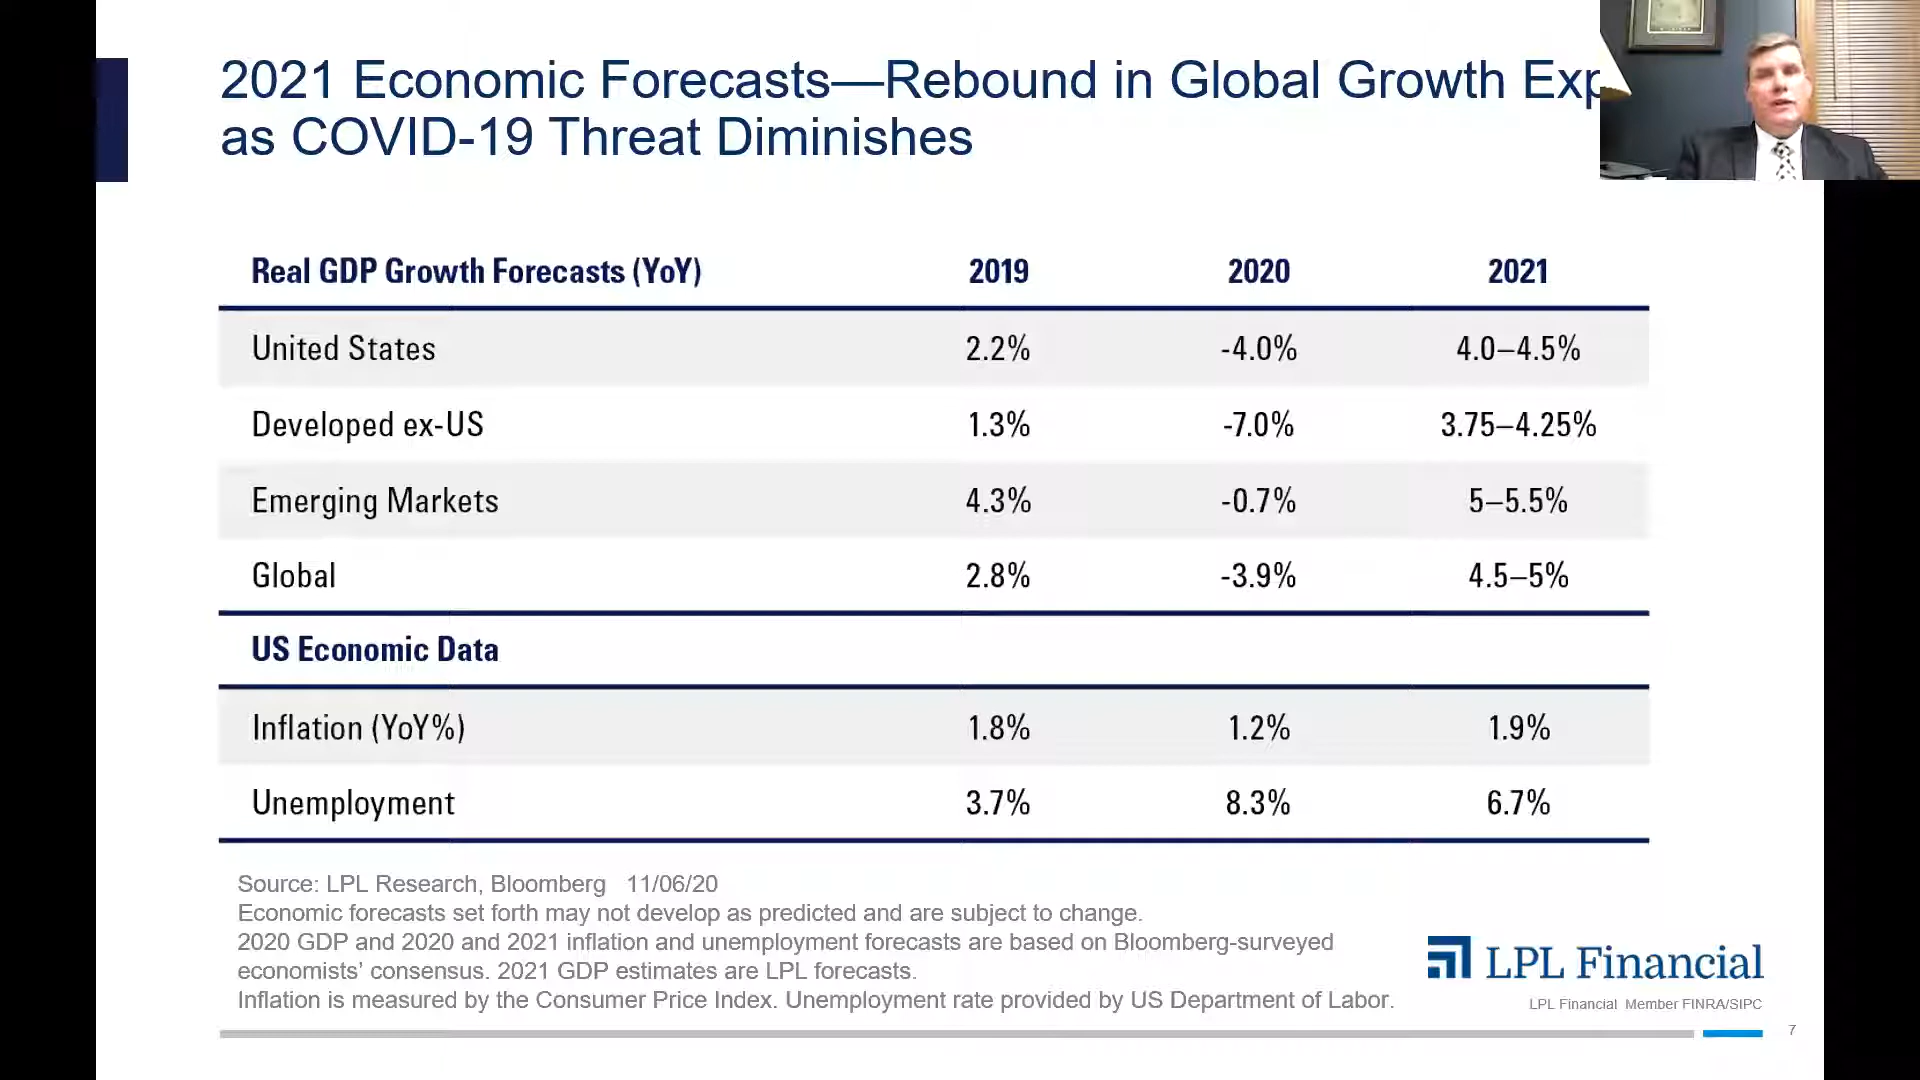 2021 Economic Forecasts—Rebound in Global Growth
as COVID-19 Threat Diminishes
Real GDP Growth Forecasts (YoY) 2019 2020 2021
United States 2.2% -4.0% 4.0–4.5%
Developed ex-US 1.3% -7.0% 3.75–4.25%
Emerging Markets 4.3% -0.7% 5–5.5%
Global 2.8% -3.9% 4.5–5%
US Economic Data
Inflation (YoY%) 1.8% 1.2% 1.9%
Unemployment 3.7% 8.3% 6.7%
Source: LPL Research, Bloomberg 11/06/20
Economic forecasts set forth may not develop as predicted and are subject to change.
2020 GDP and 2020 and 2021 inflation and unemployment forecasts are based on Bloomberg-surveyed
economists’ consensus. 2021 GDP estimates are LPL forecasts.
Inflation is measured by the Consumer Price Index. Unemployment rate provided by US Department of Labor.
LPL Financial
LPL Financial Member FINRA/SIPC
7